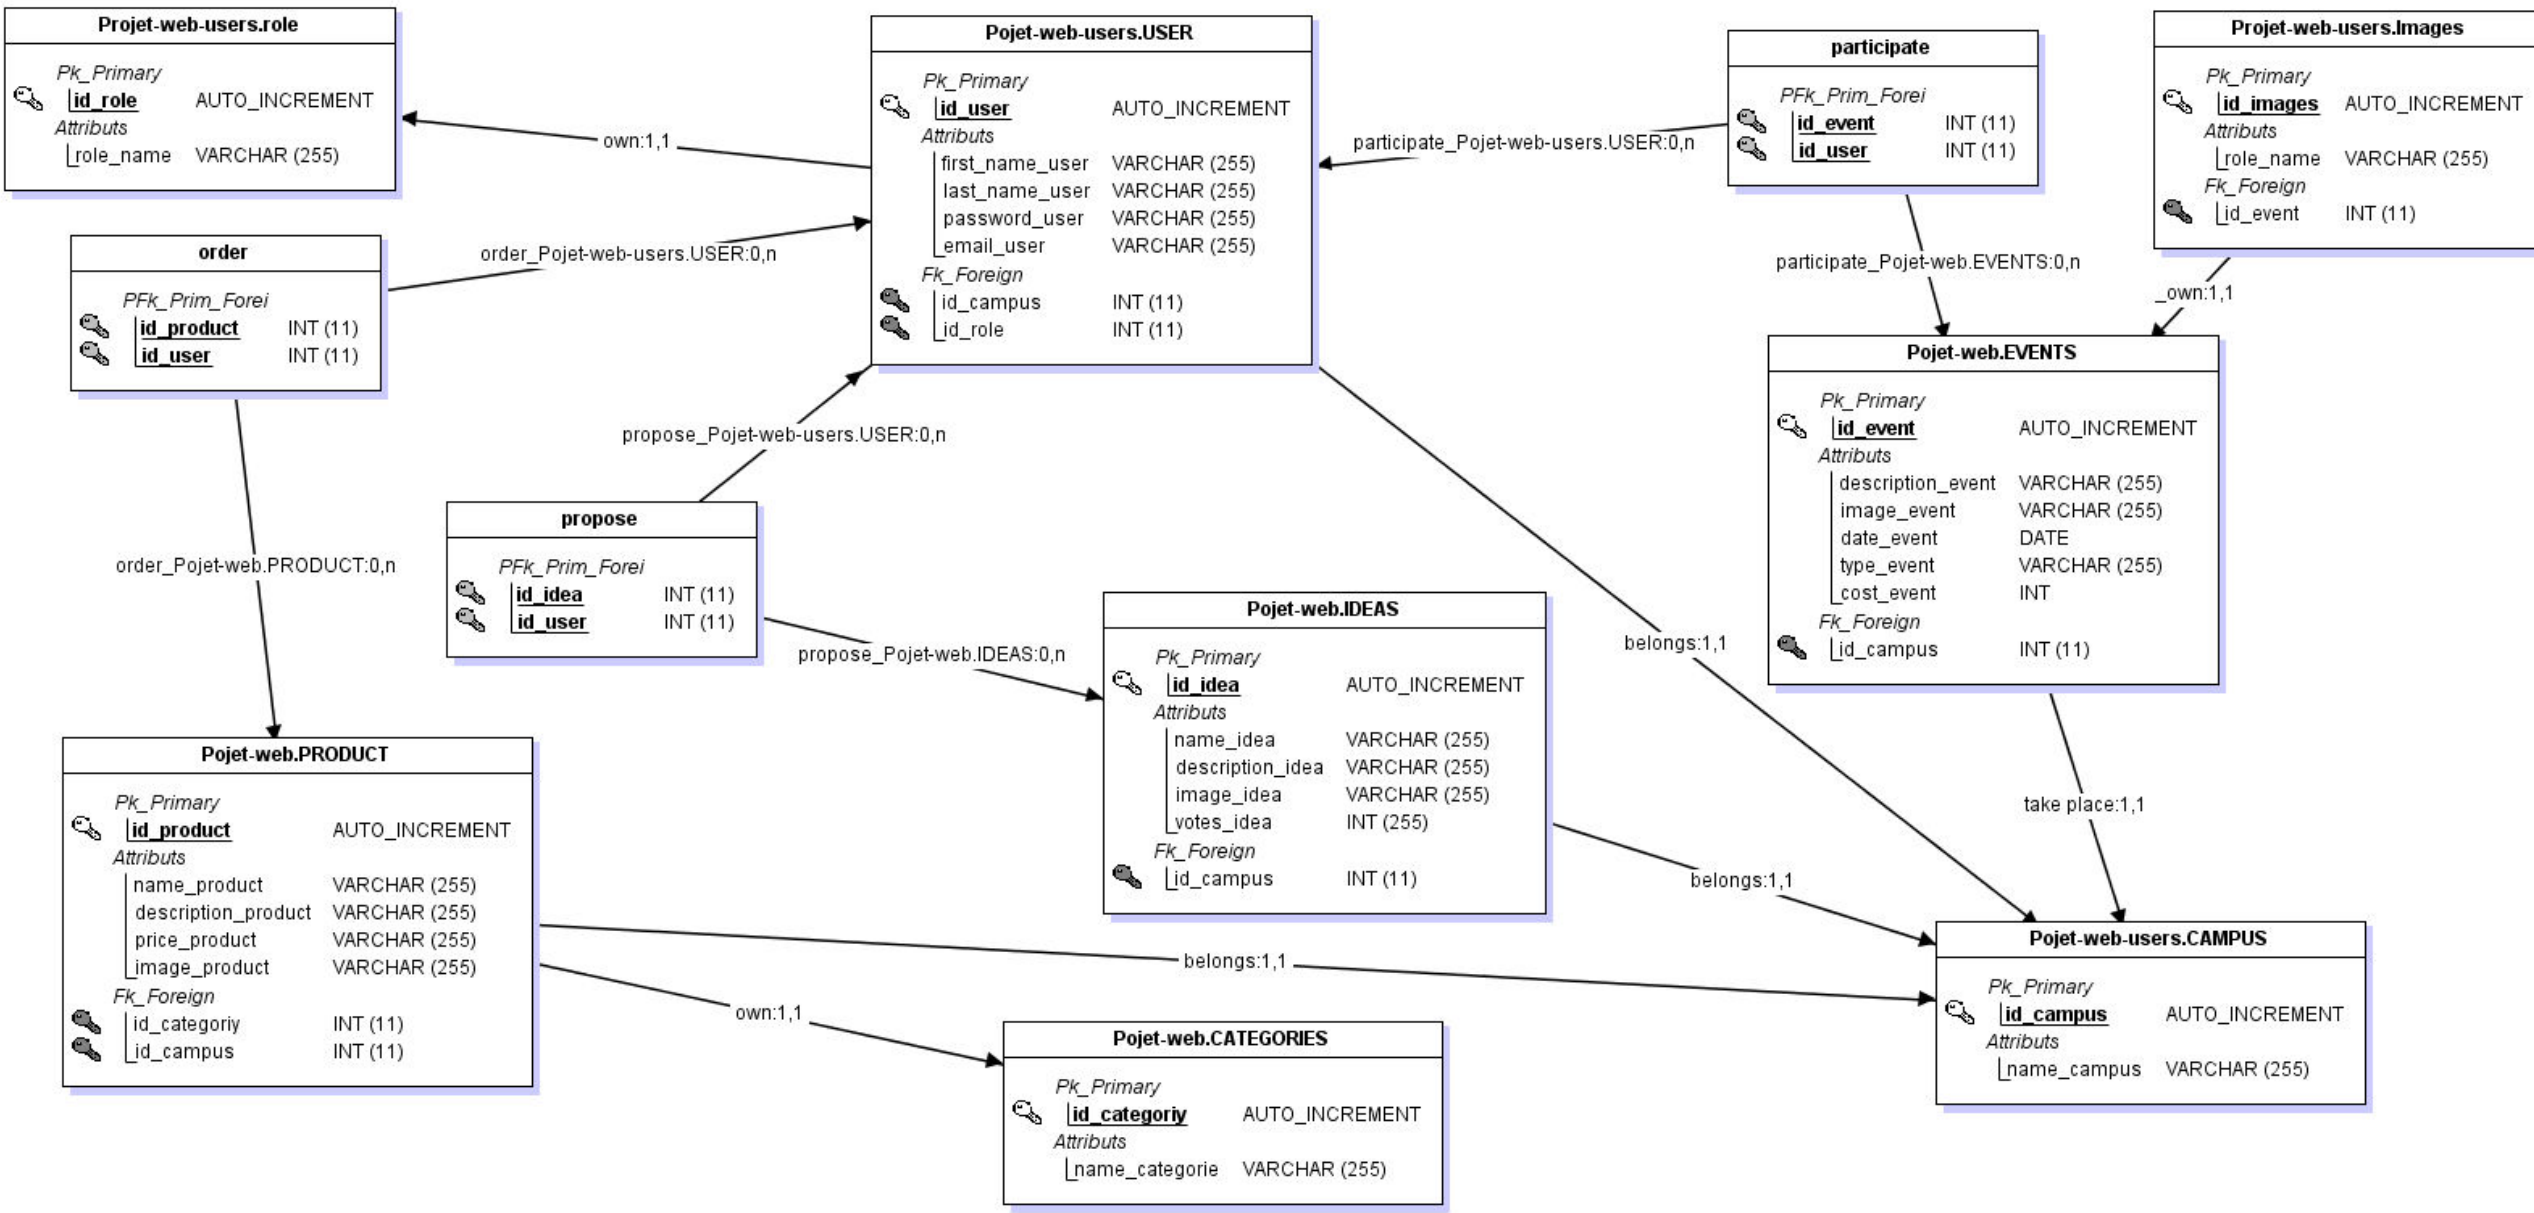 Projet-web-users.role
Pk_Primary
id_role AUTO_INCREMENT
Attributs
role_name VARCHAR (255)
Pojet-web-users.USER
Pk_Primary
id_user AUTO_INCREMENT
Attributs
first_name_user VARCHAR (255)
last_name_user VARCHAR (255)
password_user VARCHAR (255)
email_user VARCHAR (255)
Fk_Foreign
id_campus INT (11)
id_role INT (11)
participate
PFk_Prim_Forei
id_event INT (11)
id_user INT (11)
Projet-web-users.Images
Pk_Primary
id_images AUTO_INCREMENT
Attributs
role_name VARCHAR (255)
Fk_Foreign
id_event INT (11)
own:1,1
participate_Pojet-web-users.USER:0,n
order_Pojet-web-users.USER:0,n
participate_Pojet-web.EVENTS:0,n
_own:1,1
order
PFk_Prim_Forei
id_product INT (11)
id_user INT (11)
propose_Pojet-web-users.USER:0,n
Pojet-web.EVENTS
Pk_Primary
id_event AUTO_INCREMENT
Attributs
description_event VARCHAR (255)
image_event VARCHAR (255)
date_event DATE
type_event VARCHAR (255)
cost_event INT
Fk_Foreign
id_campus INT (11)
order_Pojet-web.PRODUCT:0,n
propose
PFk_Prim_Forei
id_idea INT (11)
id_user INT (11)
propose_Pojet-web.IDEAS:0,n
Pojet-web.IDEAS
Pk_Primary
id_idea AUTO_INCREMENT
Attributs
name_idea VARCHAR (255)
description_idea VARCHAR (255)
image_idea VARCHAR (255)
votes_idea INT (255)
Fk_Foreign
id_campus INT (11)
belongs:1,1
take place:1,1
belongs:1,1
Pojet-web.PRODUCT
Pk_Primary
id_product AUTO_INCREMENT
Attributs
name_product VARCHAR (255)
description_product VARCHAR (255)
price_product VARCHAR (255)
image_product VARCHAR (255)
Fk_Foreign
id_categoriy INT (11)
id_campus INT (11)
belongs:1,1
own:1,1
Pojet-web-users.CAMPUS
Pk_Primary
id_campus AUTO_INCREMENT
Attributs
name_campus VARCHAR (255)
Pojet-web.CATEGORIES
Pk_Primary
id_categoriy AUTO_INCREMENT
Attributs
name_categorie VARCHAR (255)